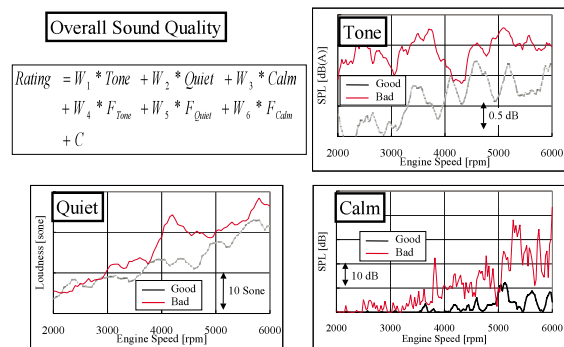 Overall Sound Quality
Rating = W1 * Tone + W2 * Quiet + W3 * Calm
+ W4 * FTone + W5 * FQuiet + W6 * FCalm
+ C
Tone
SPL [dB(A)]
Good
Bad
0.5 dB
2000 3000 4000 5000 6000
Engine Speed [rpm]
Quiet
Loudness [sone]
Good
Bad
10 Sone
2000 3000 4000 5000 6000
Engine Speed [rpm]
Calm
SPL [dB]
Good
Bad
10 dB
2000 3000 4000 5000 6000
Engine Speed [rpm]